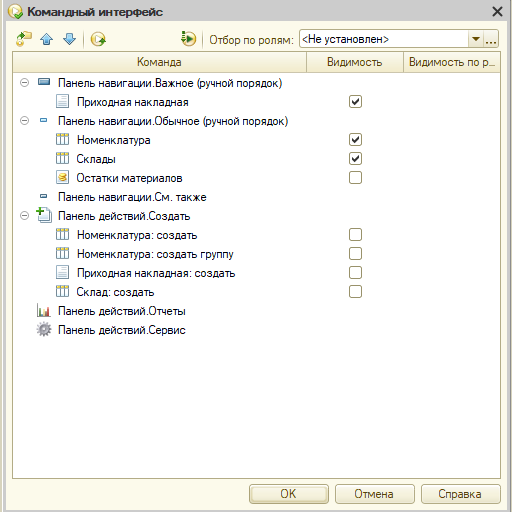 Командный интерфейс
Отбор по ролям: <Не установлен>
Команда Видимость Видимость по р...
Панель навигации.Важное (ручной порядок)
Приходная накладная
Панель навигации.Обычное (ручной порядок)
Номенклатура
Склады
Остатки материалов
Панель навигации.См. также
Панель действий.Создать
Номенклатура: создать
Номенклатура: создать группу
Приходная накладная: создать
Склад: создать
Панель действий.Отчеты
Панель действий.Сервис
OK Отмена Справка